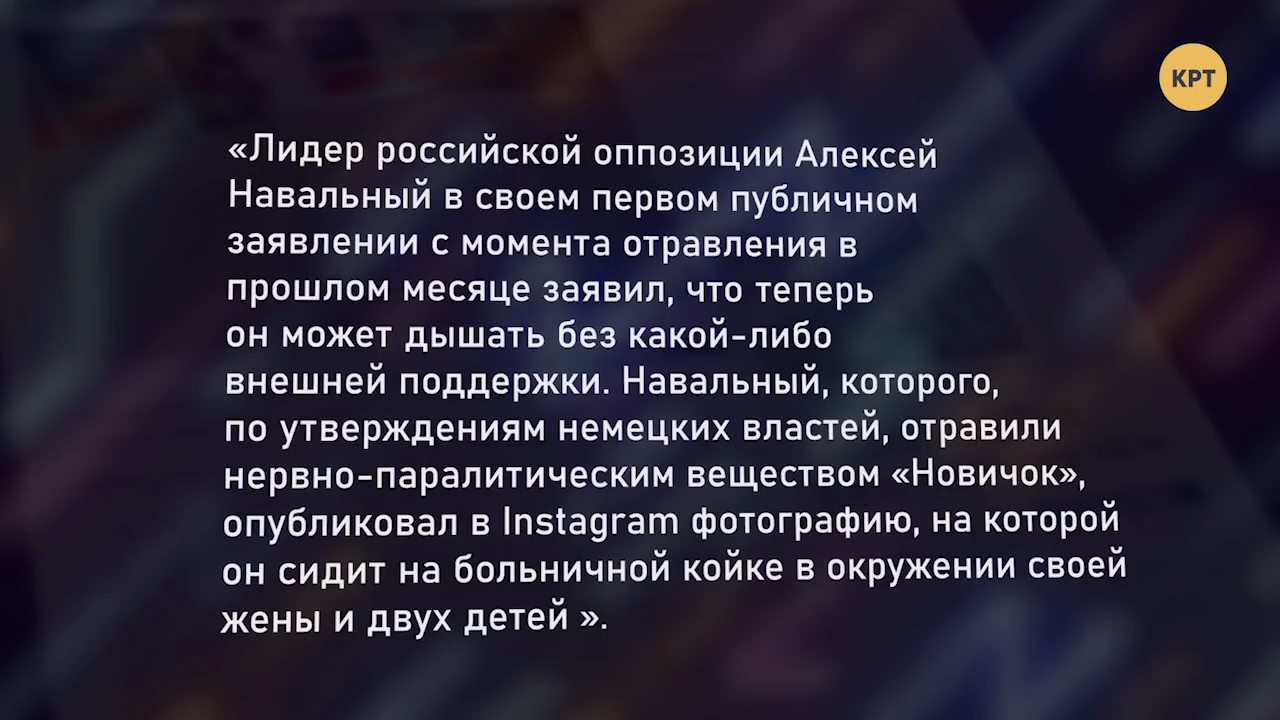 КРТ
«Лидер российской оппозиции Алексей
Навальный в своем первом публичном
заявлении с момента отравления в
прошлом месяце заявил, что теперь
он может дышать без какой-либо
внешней поддержки. Навальный, которого,
по утверждениям немецких властей, отравили
нервно-паралитическим веществом «Новичок»,
опубликовал в Instagram фотографию, на которой
он сидит на больничной койке в окружении своей
жены и двух детей ».